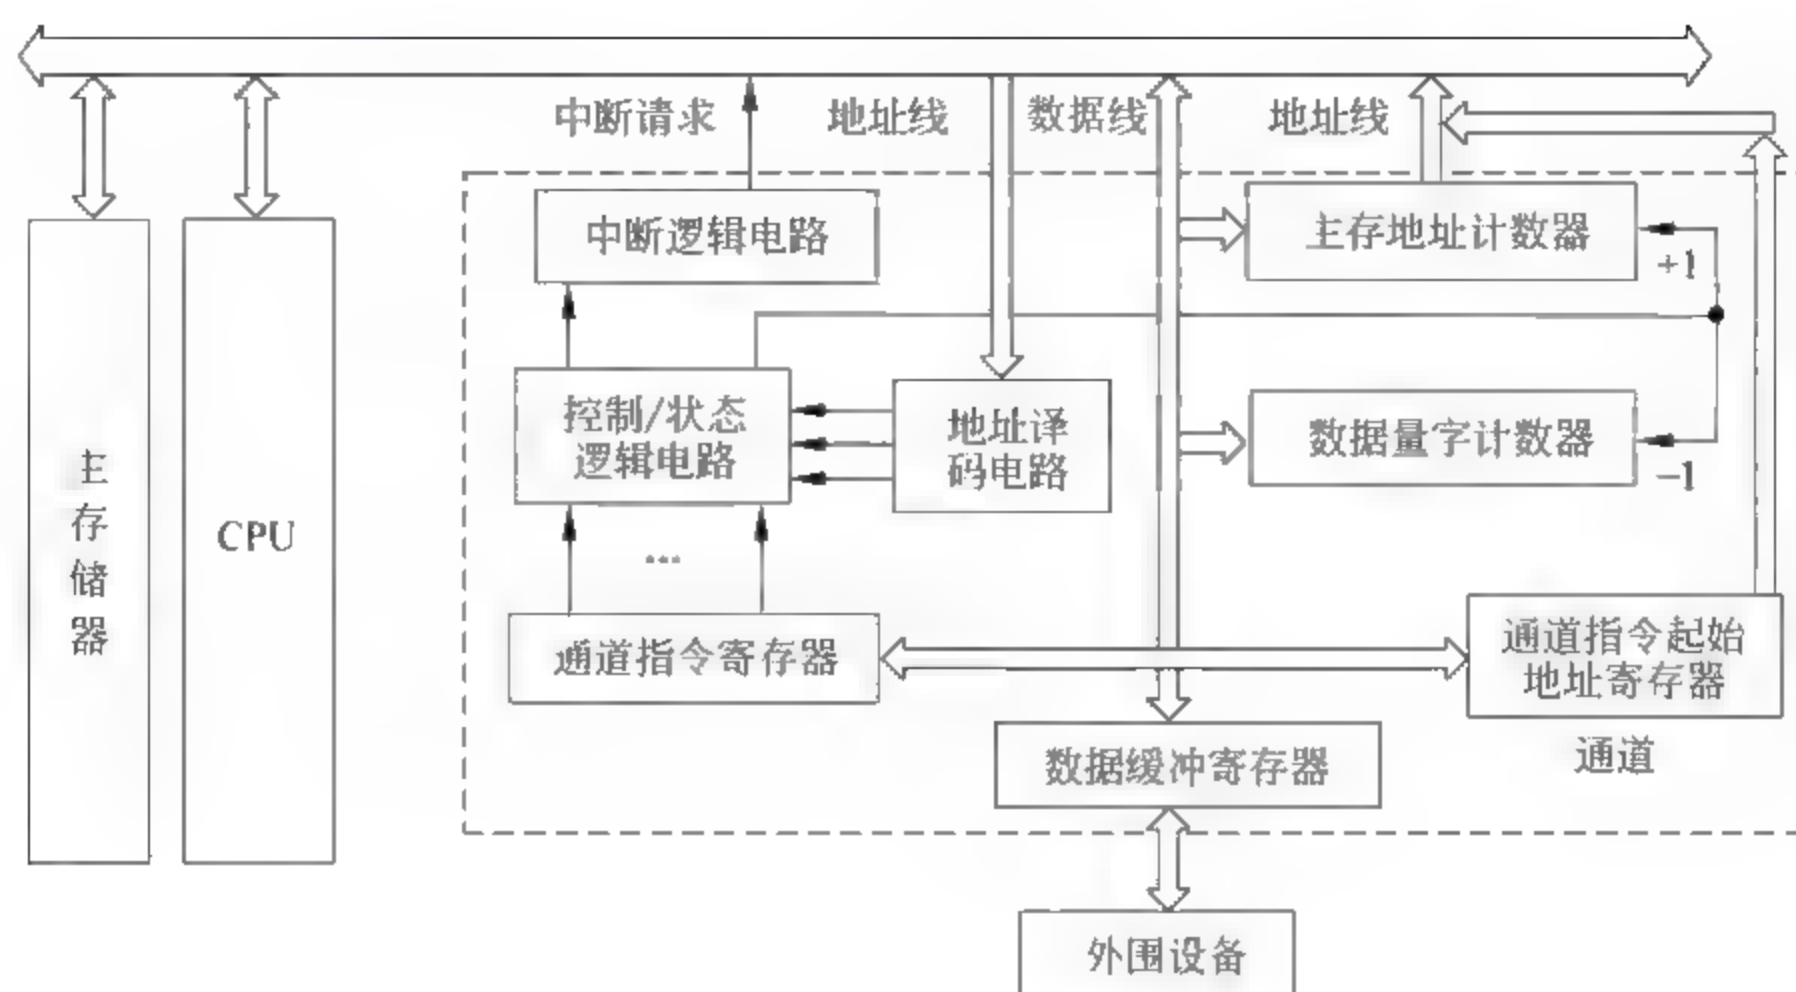 中断请求
地址线
数据线
地址线
中断逻辑电路
主存地址计数器
+1
控制/状态
逻辑电路
地址译
码电路
数据量字计数器
-1
主
存
储
器
CPU
...
通道指令寄存器
通道指令起始
地址寄存器
通道
数据缓冲寄存器
外围设备